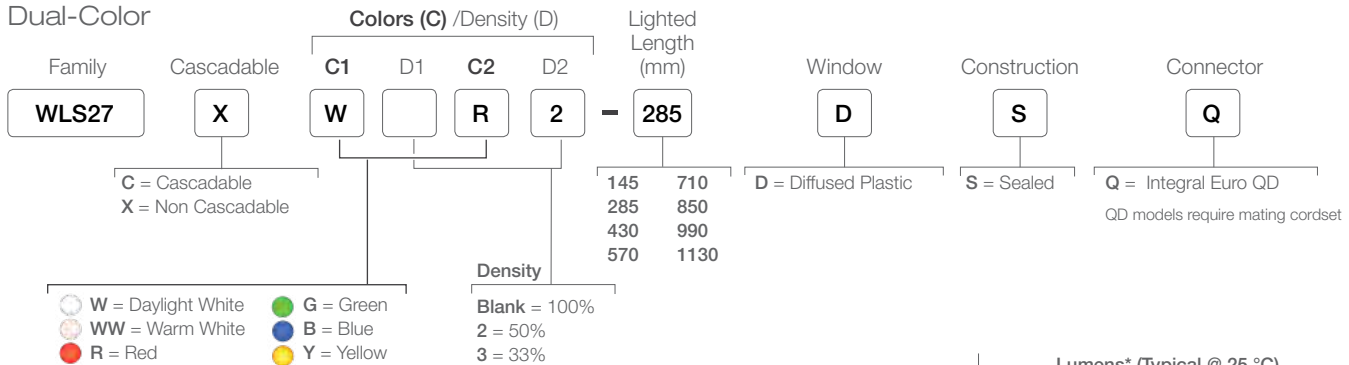 Dual-Color
Colors (C) /Density (D)
Lighted
Length
(mm)
Family
Cascadable
C1
D1
C2
D2
Window
Construction
Connector
WLS27
X
W
R
2
–
285
D
S
Q
C = Cascadable
X = Non Cascadable
145 710
285 850
430 990
570 1130
D = Diffused Plastic
S = Sealed
Q = Integral Euro QD
QD models require mating cordset
W = Daylight White
WW = Warm White
R = Red
G = Green
B = Blue
Y = Yellow
Density
Blank = 100%
2 = 50%
3 = 33%
Lumens* (Typical @ 25 °C)